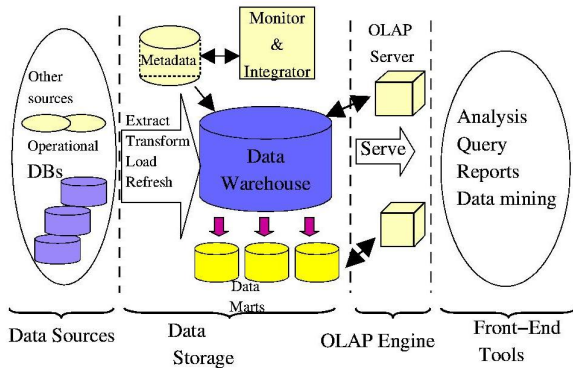 Monitor
&
Integrator
Metadata
OLAP
Server
Other
sources
Operational
DBs
Extract
Transform
Load
Refresh
Data
Warehouse
Serve
Analysis
Query
Reports
Data mining
Data
Marts
Data Sources
Data
Storage
OLAP Engine
Front-End
Tools